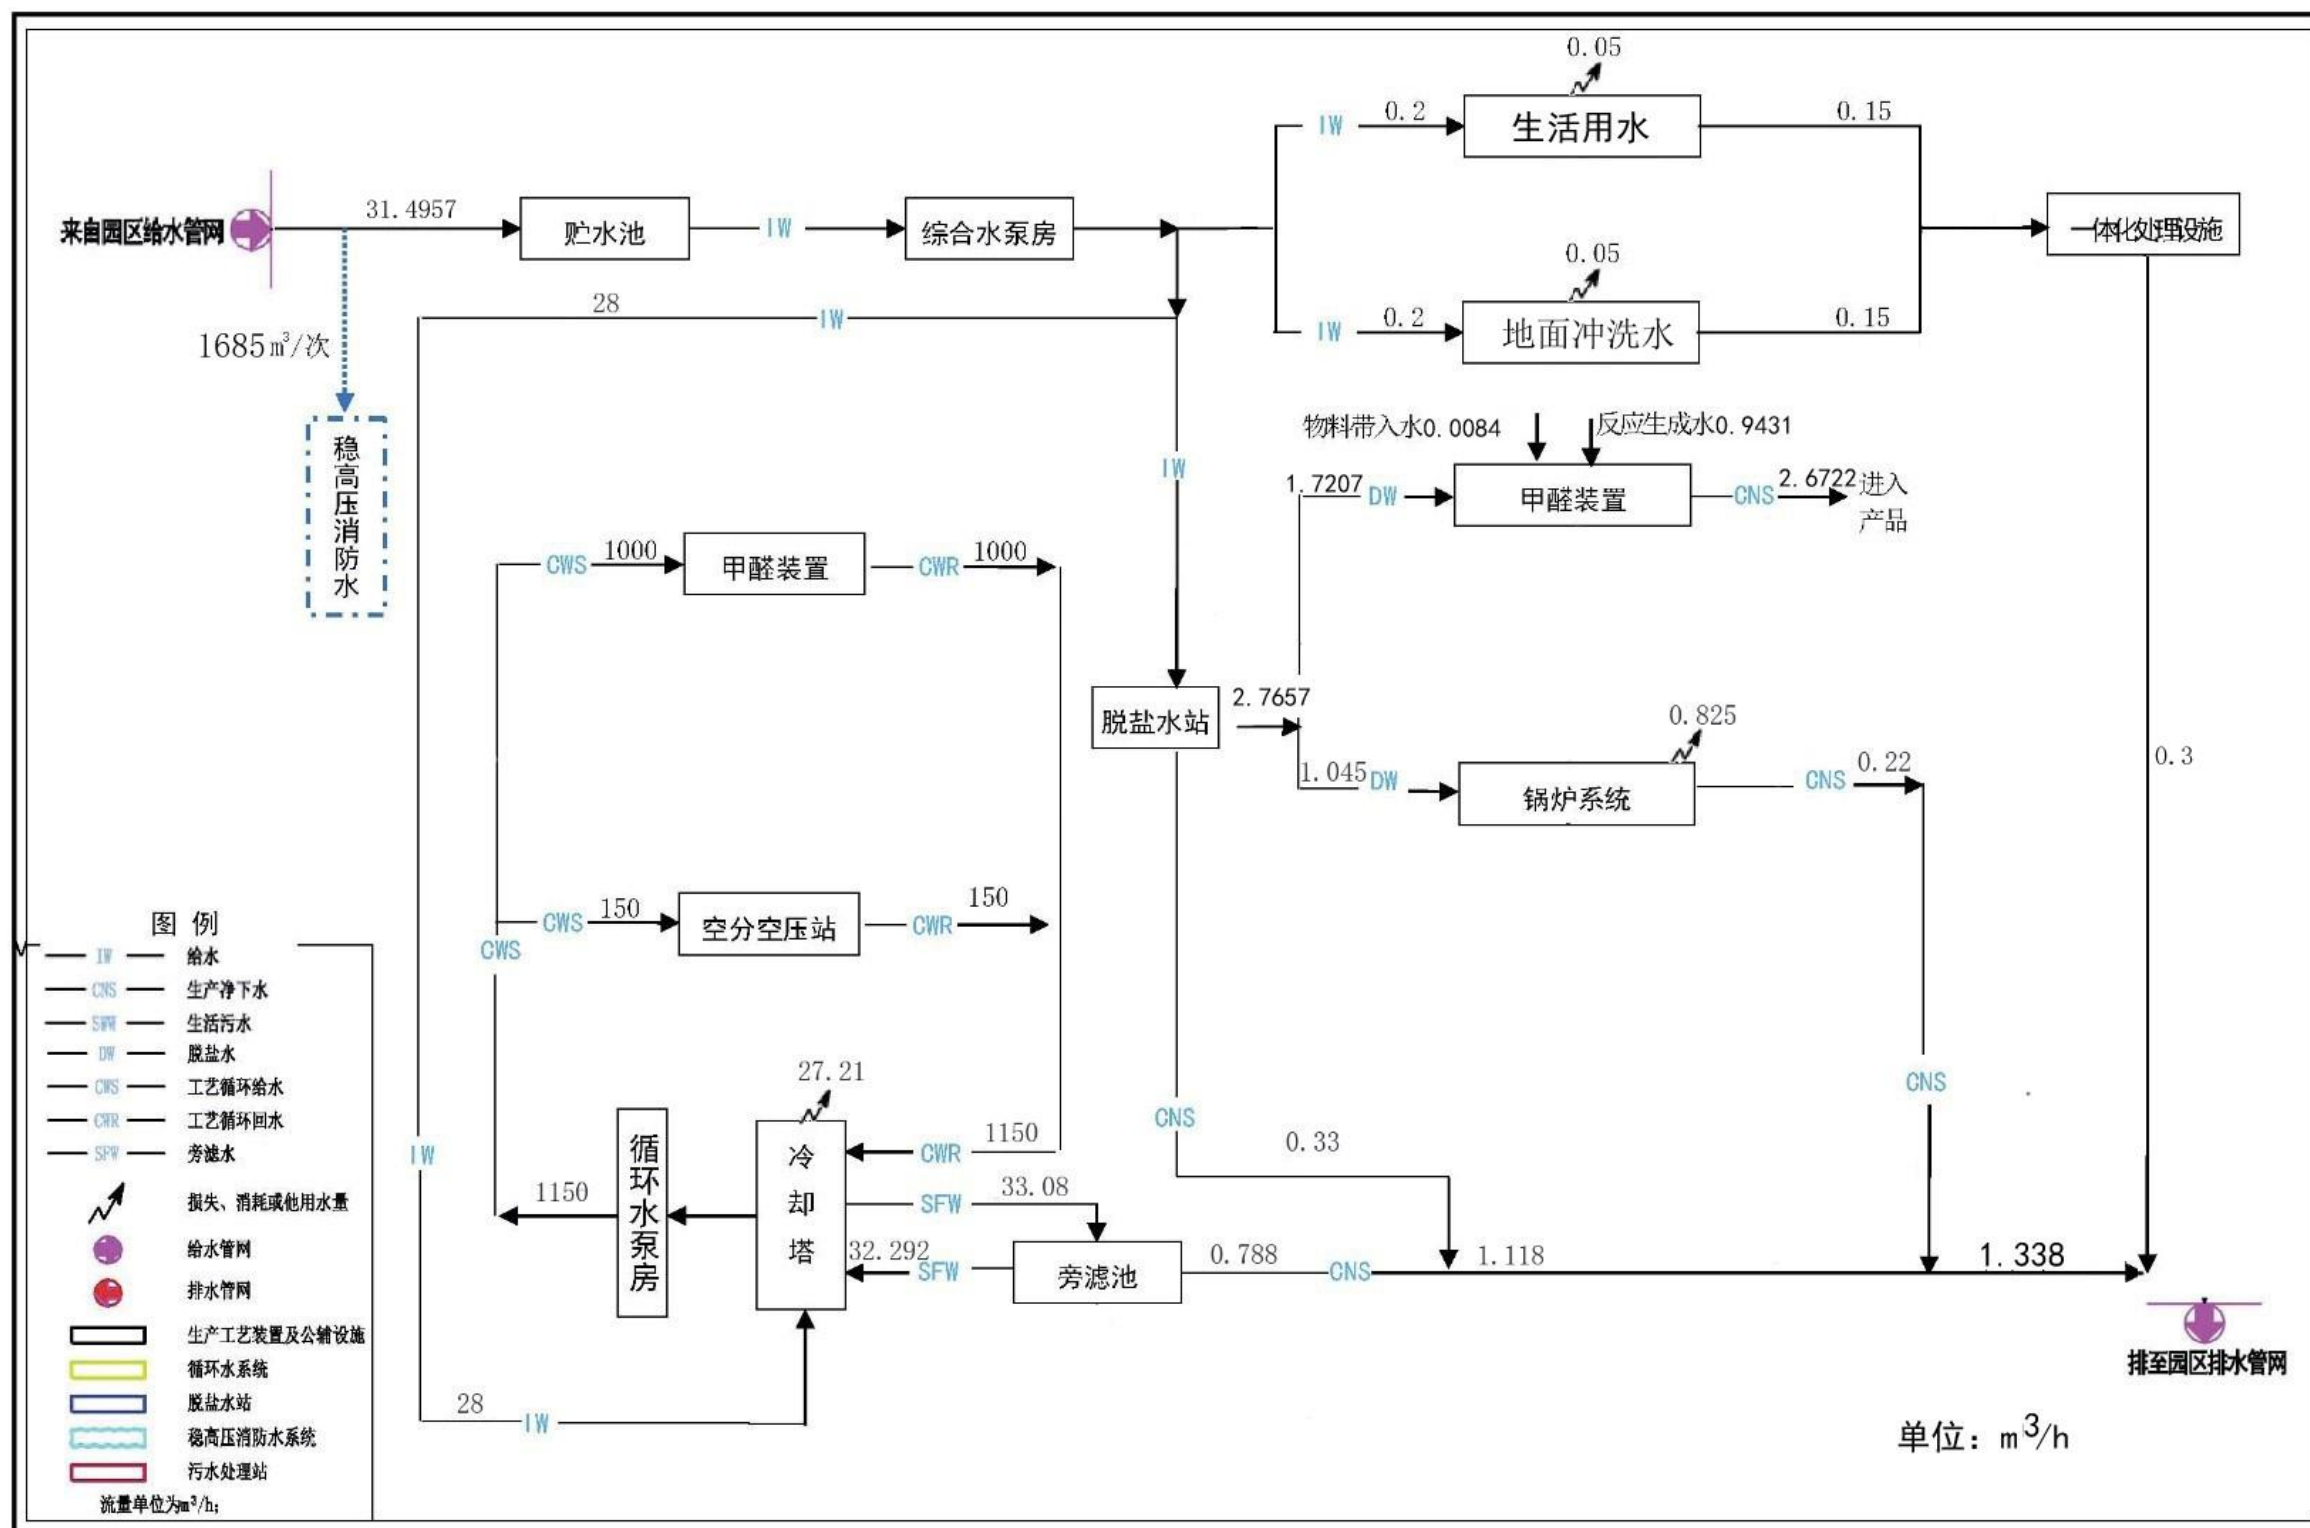 0.05
IW
0.2
生活用水
0.15
来自园区给水管网
31.4957
贮水池
IW
综合水泵房
一体化处理设施
0.05
IW
0.2
地面冲洗水
0.15
28
IW
1685m³/次
稳高压消防水
物料带入水0.0084
反应生成水0.9431
IW
1.7207
DW
甲醛装置
CNS
2.6722
进入
产品
CWS
1000
甲醛装置
CWR
1000
脱盐水站
2.7657
0.825
1.045
DW
锅炉系统
CNS
0.22
0.3
CWS
150
空分空压站
CWR
150
CWS
27.21
循环水泵房
冷却塔
1150
CWR
1150
CNS
0.33
CNS
IW
SFW
33.08
32.292
SFW
旁滤池
0.788
CNS
1.118
1.338
排至园区排水管网
28
IW
单位：m³/h
图 例
IW 给水
CNS 生产净下水
SWW 生活污水
DW 脱盐水
CWS 工艺循环给水
CWR 工艺循环回水
SFW 旁滤水
损失、消耗或他用水量
给水管网
排水管网
生产工艺装置及公辅设施
循环水系统
脱盐水站
稳高压消防水系统
污水处理站
流量单位为m³/h;